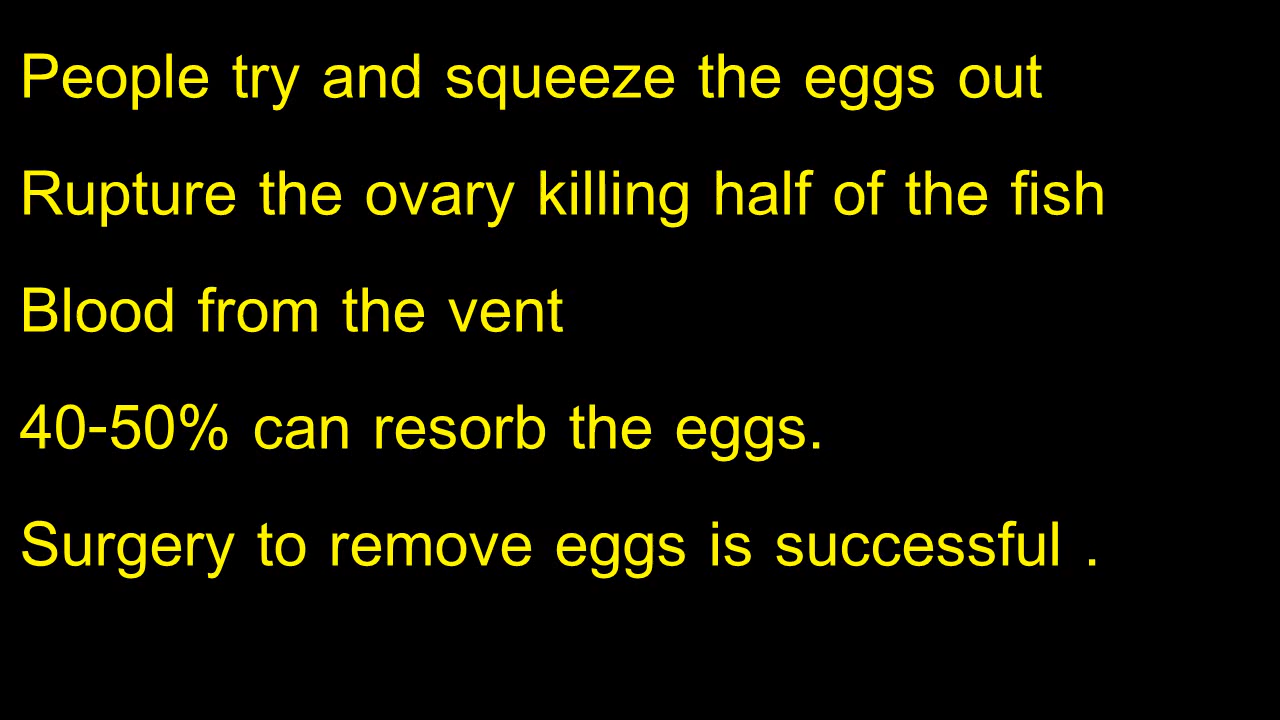 People try and squeeze the eggs out
Rupture the ovary killing half of the fish
Blood from the vent
40-50% can resorb the eggs.
Surgery to remove eggs is successful .